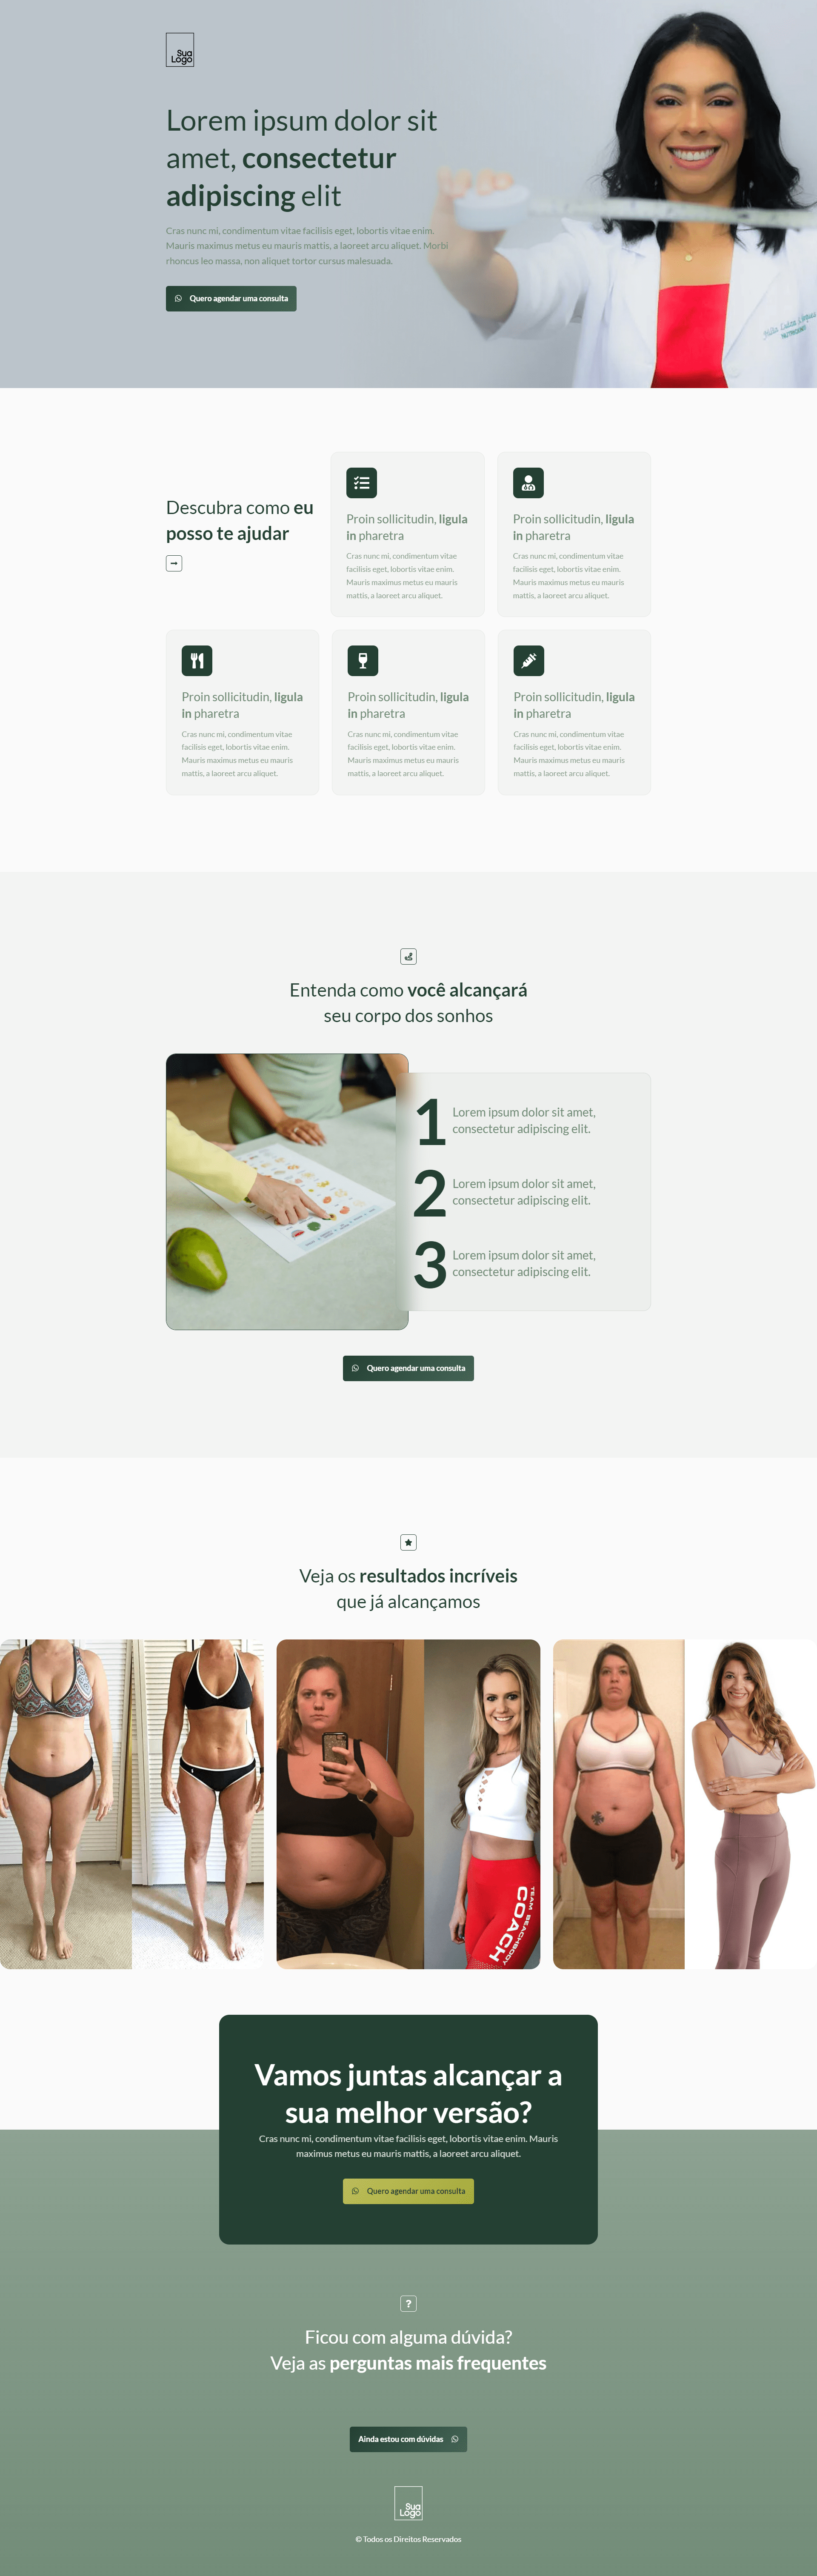 Sua
Logo
Lorem ipsum dolor sit
amet, consectetur
adipiscing elit
Cras nunc mi, condimentum vitae facilisis eget, lobortis vitae enim.
Mauris maximus metus eu mauris mattis, a laoreet arcu aliquet. Morbi
rhoncus leo massa, non aliquet tortor cursus malesuada.
Quero agendar uma consulta
NUTRICIONISTA
Descubra como eu
posso te ajudar
Proin sollicitudin, ligula
in pharetra
Cras nunc mi, condimentum vitae
facilisis eget, lobortis vitae enim.
Mauris maximus metus eu mauris
mattis, a laoreet arcu aliquet.
Proin sollicitudin, ligula
in pharetra
Cras nunc mi, condimentum vitae
facilisis eget, lobortis vitae enim.
Mauris maximus metus eu mauris
mattis, a laoreet arcu aliquet.
Proin sollicitudin, ligula
in pharetra
Cras nunc mi, condimentum vitae
facilisis eget, lobortis vitae enim.
Mauris maximus metus eu mauris
mattis, a laoreet arcu aliquet.
Proin sollicitudin, ligula
in pharetra
Cras nunc mi, condimentum vitae
facilisis eget, lobortis vitae enim.
Mauris maximus metus eu mauris
mattis, a laoreet arcu aliquet.
Proin sollicitudin, ligula
in pharetra
Cras nunc mi, condimentum vitae
facilisis eget, lobortis vitae enim.
Mauris maximus metus eu mauris
mattis, a laoreet arcu aliquet.
Entenda como você alcançará
seu corpo dos sonhos
1 Lorem ipsum dolor sit amet,
consectetur adipiscing elit.
2 Lorem ipsum dolor sit amet,
consectetur adipiscing elit.
3 Lorem ipsum dolor sit amet,
consectetur adipiscing elit.
Quero agendar uma consulta
Veja os resultados incríveis
que já alcançamos
TEAM BEACHBODY
COACH
Vamos juntas alcançar a
sua melhor versão?
Cras nunc mi, condimentum vitae facilisis eget, lobortis vitae enim. Mauris
maximus metus eu mauris mattis, a laoreet arcu aliquet.
Quero agendar uma consulta
?
Ficou com alguma dúvida?
Veja as perguntas mais frequentes
Ainda estou com dúvidas
Sua
Logo
© Todos os Direitos Reservados